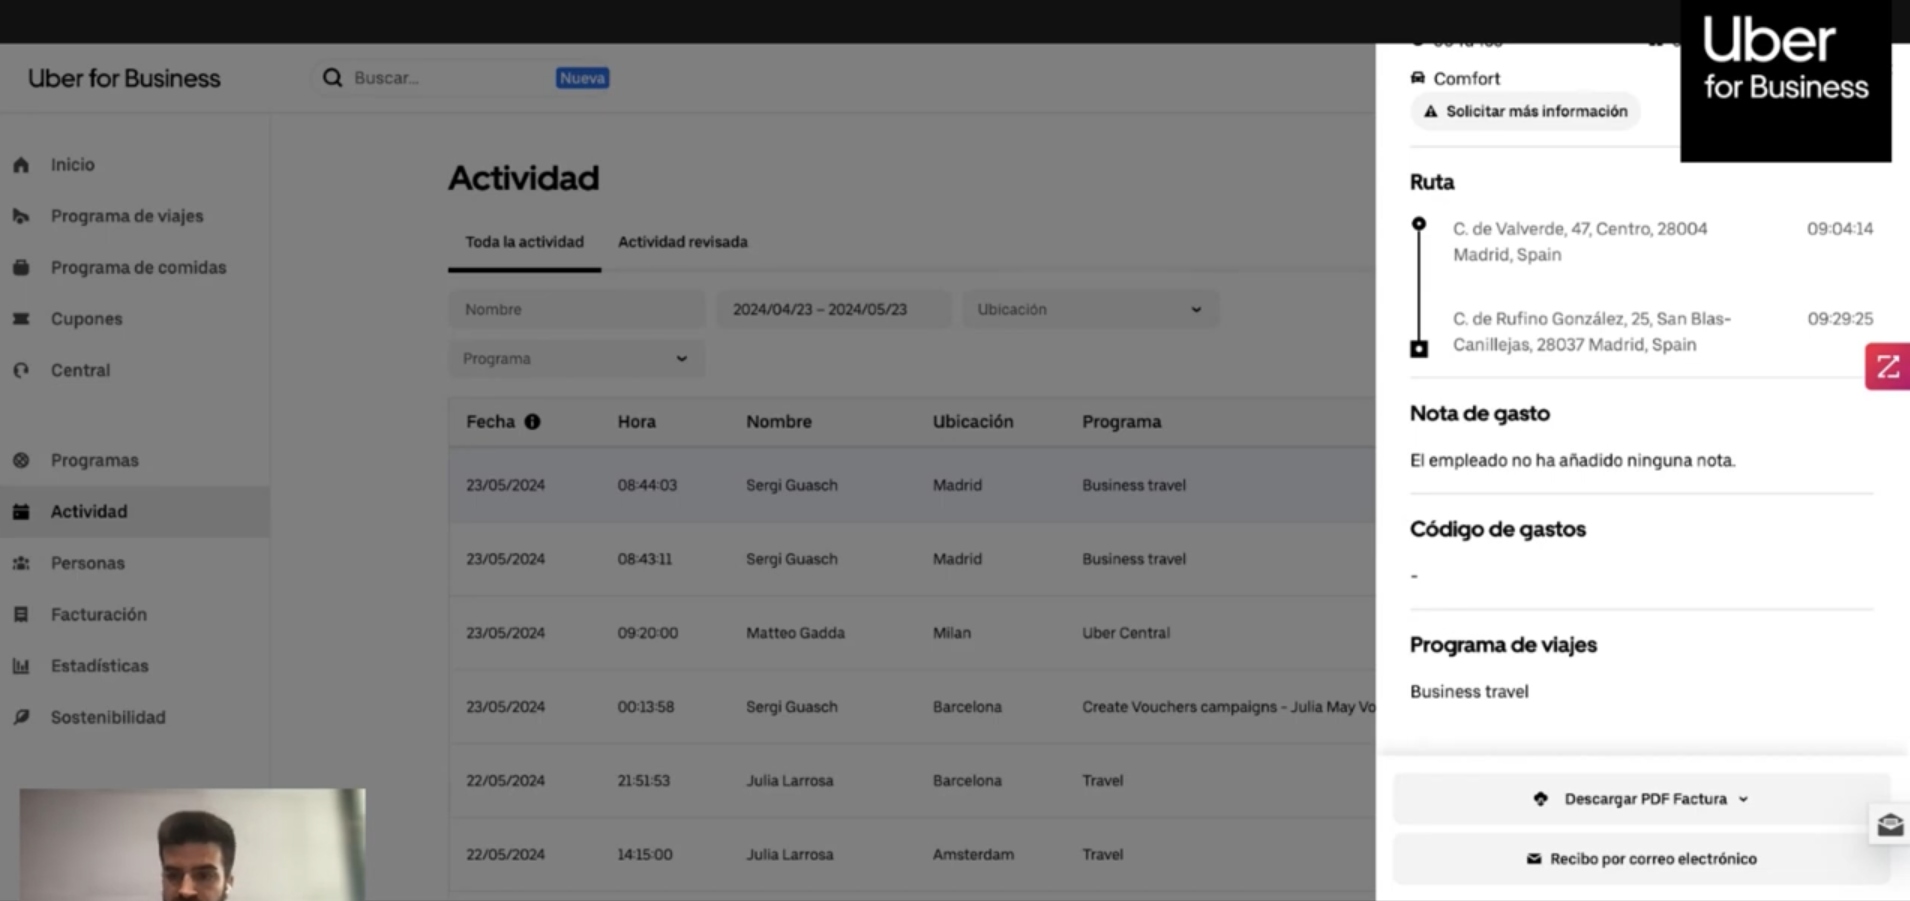 Uber for Business
Buscar...
Nueva
Inicio
Programa de viajes
Programa de comidas
Cupones
Central
Programas
Actividad
Personas
Facturación
Estadísticas
Sostenibilidad
Actividad
Toda la actividad
Actividad revisada
Nombre
2024/04/23 – 2024/05/23
Ubicación
Programa
Fecha Hora Nombre Ubicación Programa
23/05/2024 08:44:03 Sergi Guasch Madrid Business travel
23/05/2024 08:43:11 Sergi Guasch Madrid Business travel
23/05/2024 09:20:00 Matteo Gadda Milan Uber Central
23/05/2024 00:13:58 Sergi Guasch Barcelona Create Vouchers campaigns - Julia May Vo
22/05/2024 21:51:53 Julia Larrosa Barcelona Travel
22/05/2024 14:15:00 Julia Larrosa Amsterdam Travel
Uber
for Business
Comfort
Solicitar más información
Ruta
C. de Valverde, 47, Centro, 28004 09:04:14
Madrid, Spain
C. de Rufino González, 25, San Blas- 09:29:25
Canillejas, 28037 Madrid, Spain
Nota de gasto
El empleado no ha añadido ninguna nota.
Código de gastos
-
Programa de viajes
Business travel
Descargar PDF Factura
Recibo por correo electrónico